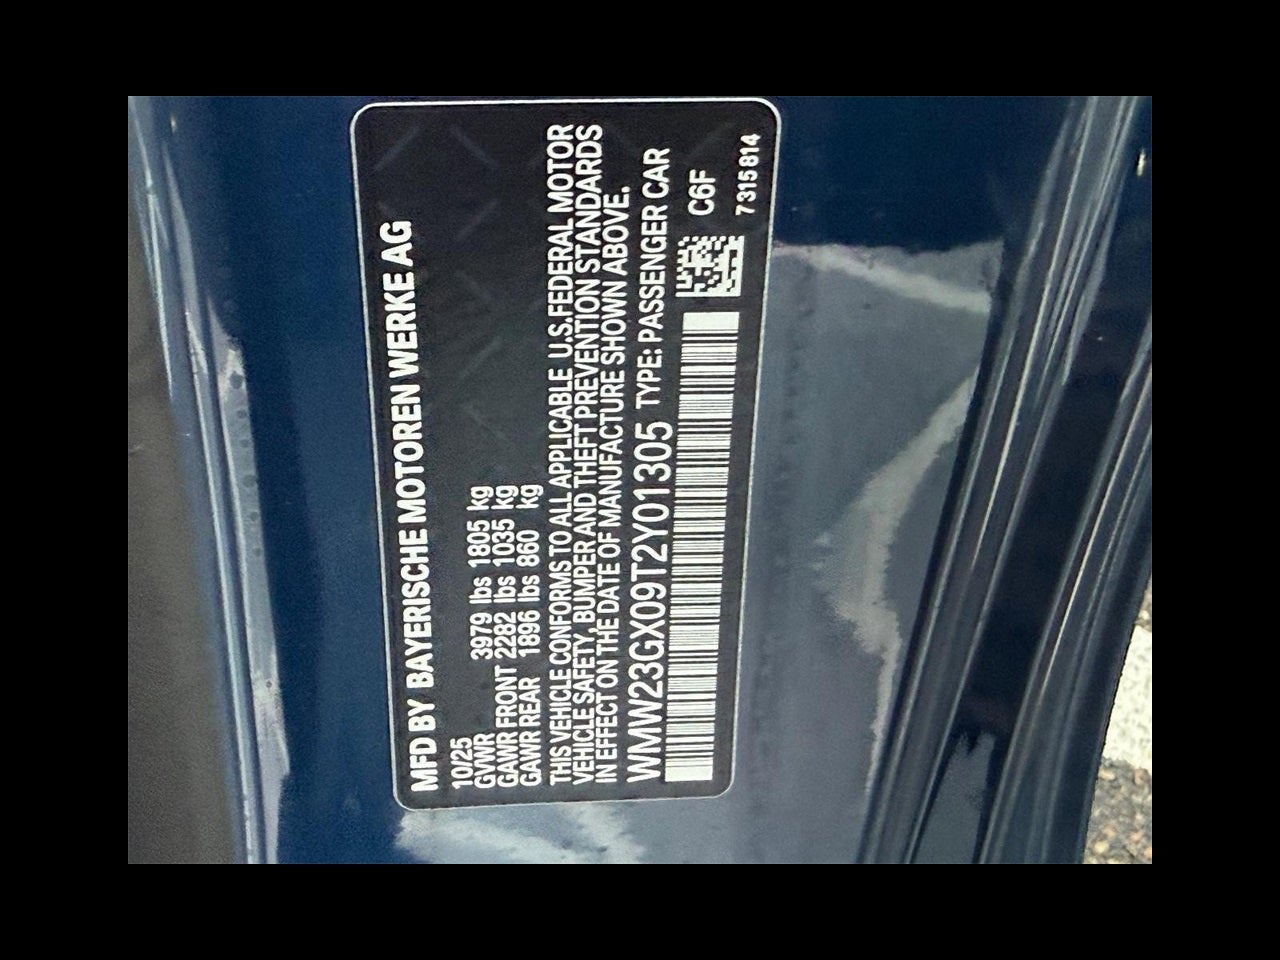 MFD BY BAYERISCHE MOTOREN WERKE AG
10/25
GVWR 3979 lbs 1805 kg
GAWR FRONT 2282 lbs 1035 kg
GAWR REAR 1896 lbs 860 kg
THIS VEHICLE CONFORMS TO ALL APPLICABLE U.S.FEDERAL MOTOR
VEHICLE SAFETY, BUMPER AND THEFT PREVENTION STANDARDS
IN EFFECT ON THE DATE OF MANUFACTURE SHOWN ABOVE.
WMW23GX09T2Y01305 TYPE: PASSENGER CAR
C6F
7315814